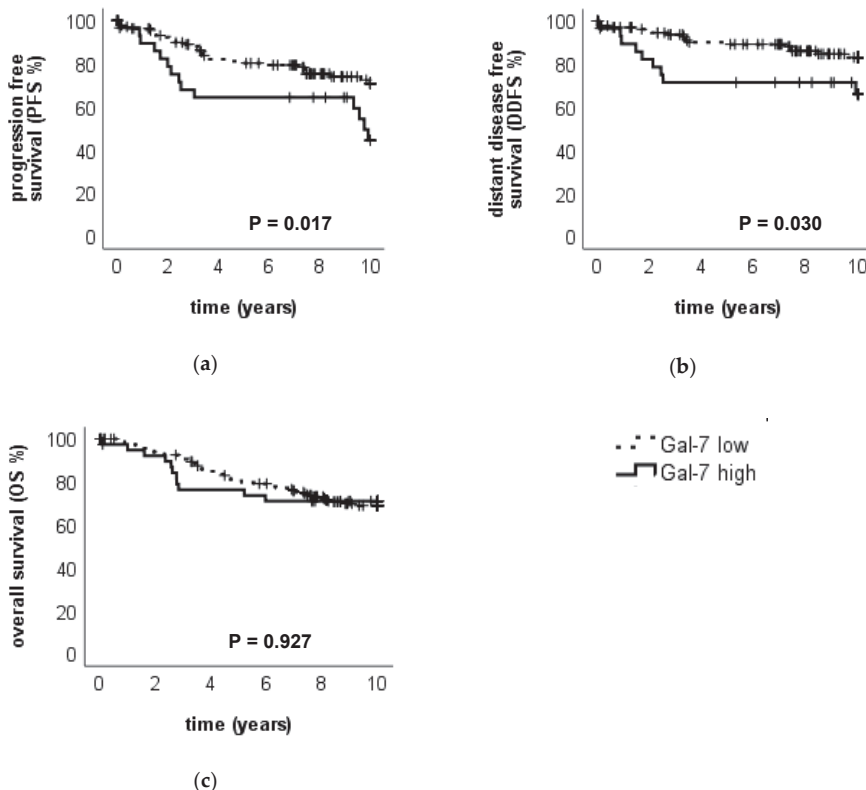 100
80
60
40
20
0
progression free
survival (PFS %)
P = 0.017
0 2 4 6 8 10
time (years)
(a)
100
80
60
40
20
0
distant disease free
survival (DDFS %)
P = 0.030
0 2 4 6 8 10
time (years)
(b)
100
80
60
40
20
0
overall survival (OS %)
P = 0.927
0 2 4 6 8 10
time (years)
(c)
Gal-7 low
Gal-7 high